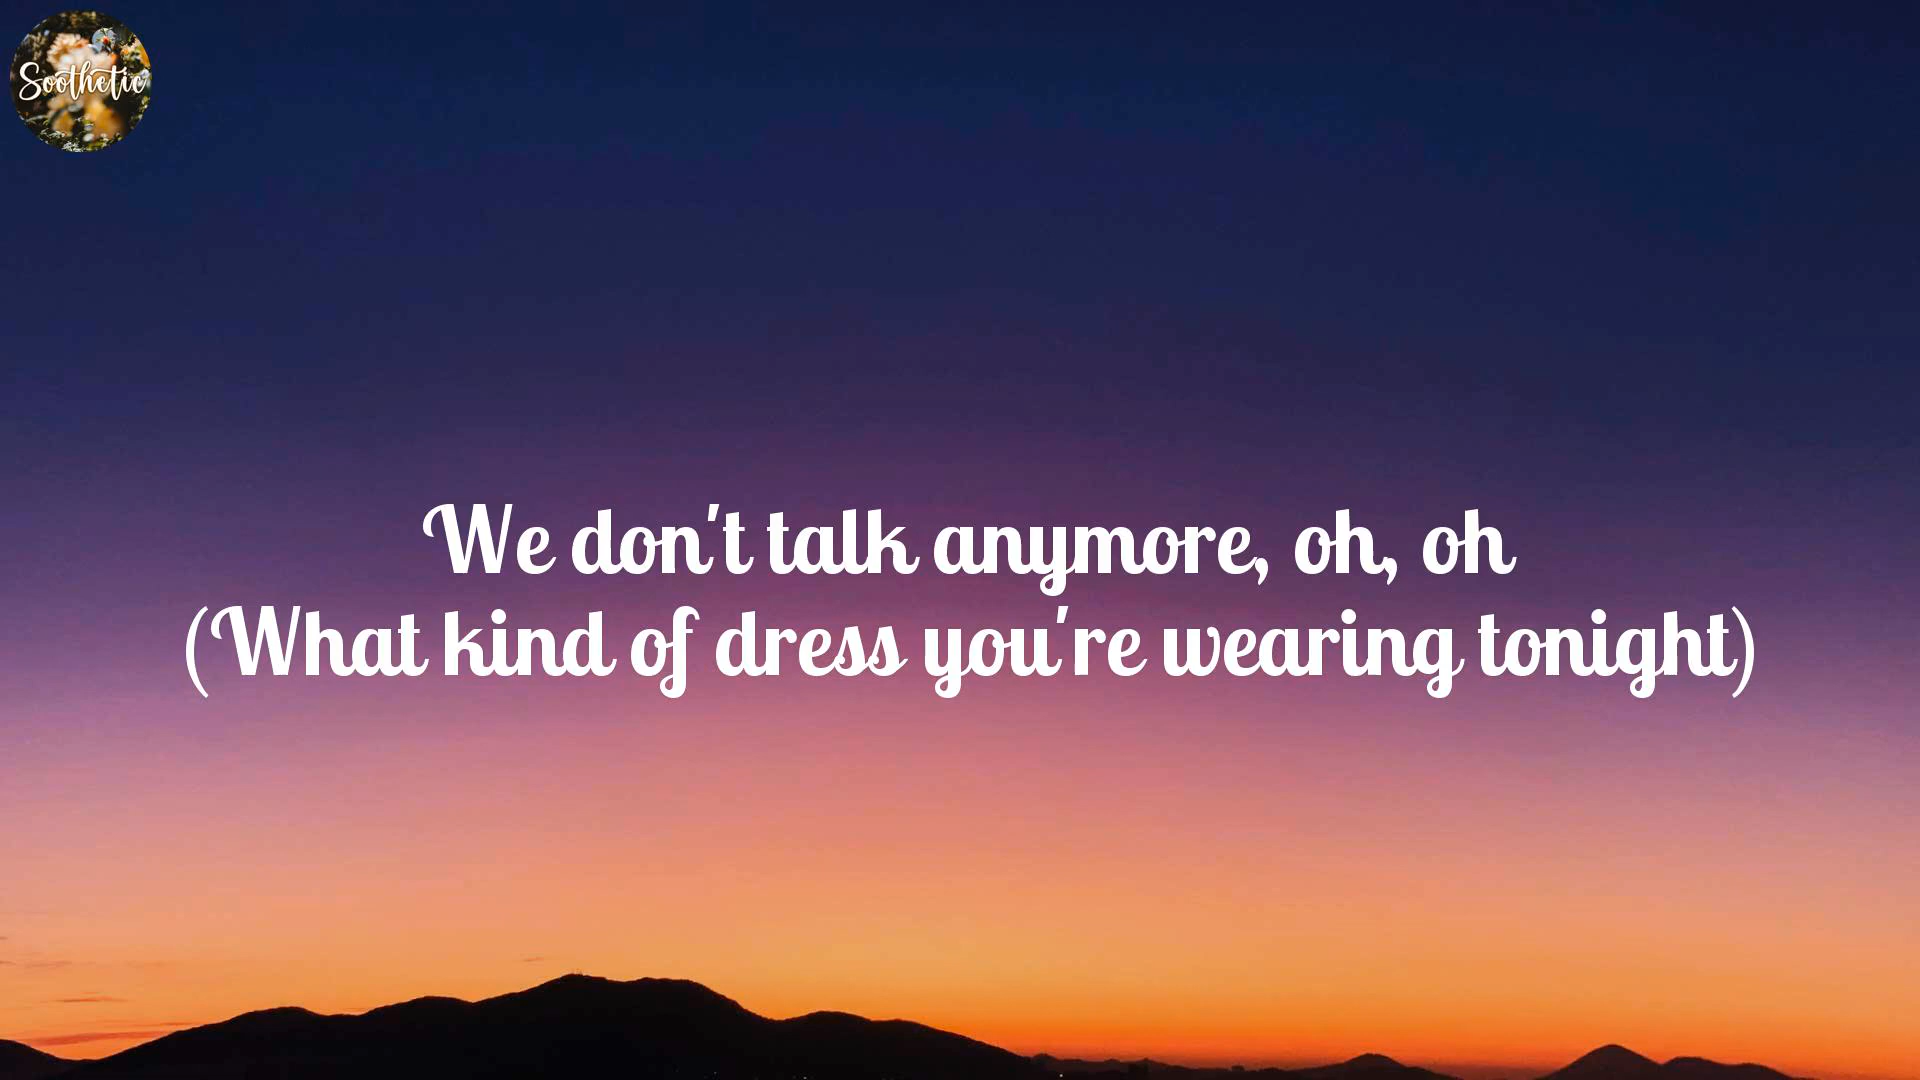 Soothetic
We don't talk anymore, oh, oh
(What kind of dress you're wearing tonight)